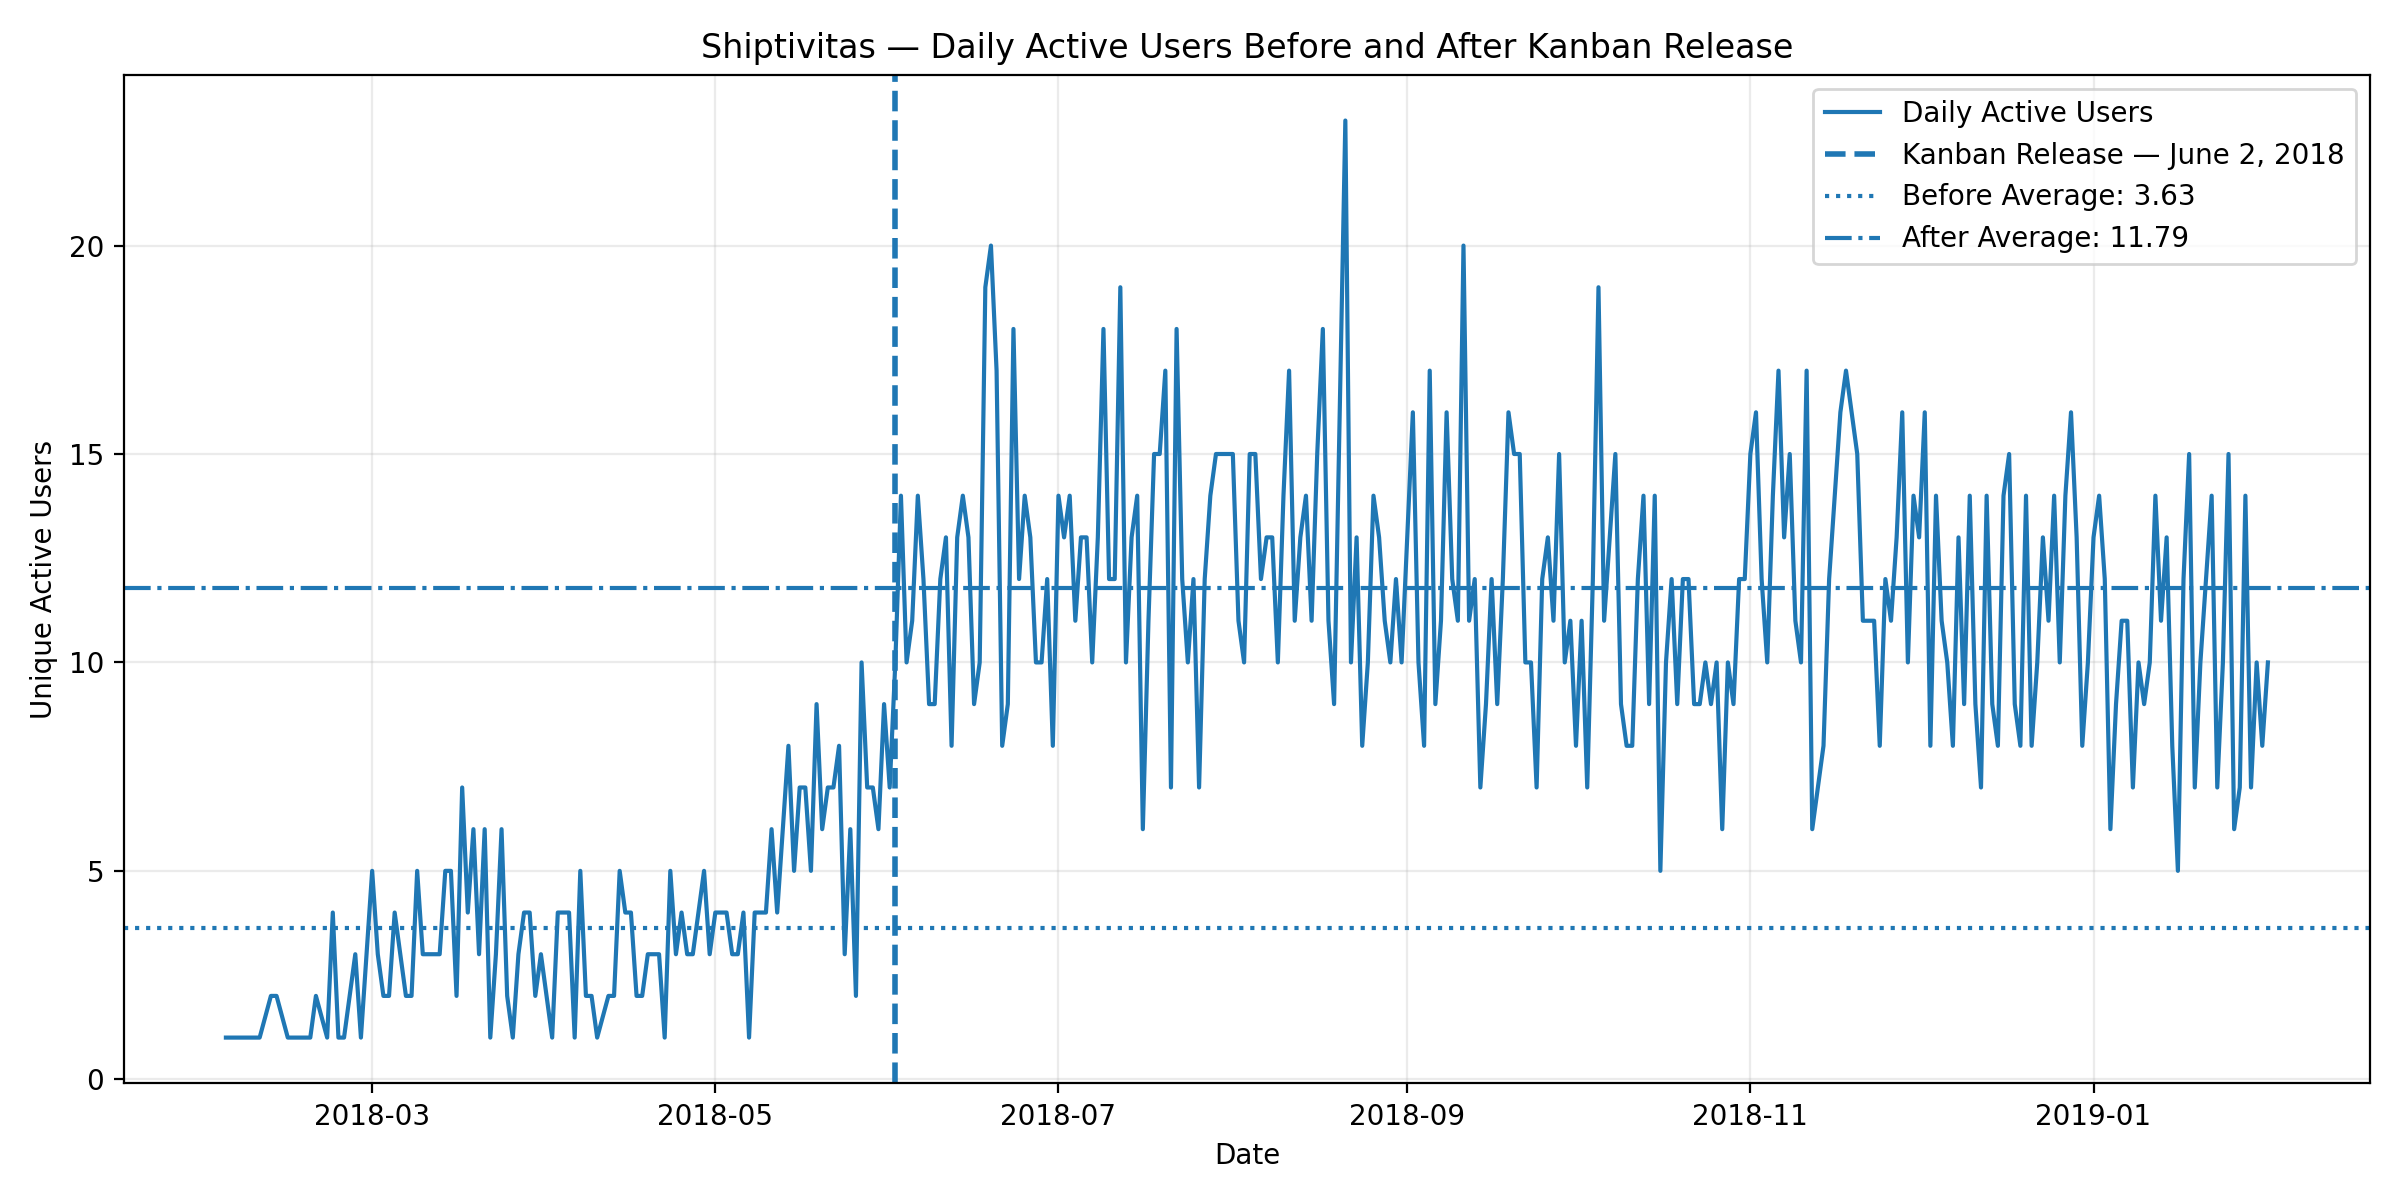 Shiptivitas — Daily Active Users Before and After Kanban Release
Daily Active Users
Kanban Release — June 2, 2018
Before Average: 3.63
After Average: 11.79
Unique Active Users
20
15
10
5
0
2018-03
2018-05
2018-07
2018-09
2018-11
2019-01
Date